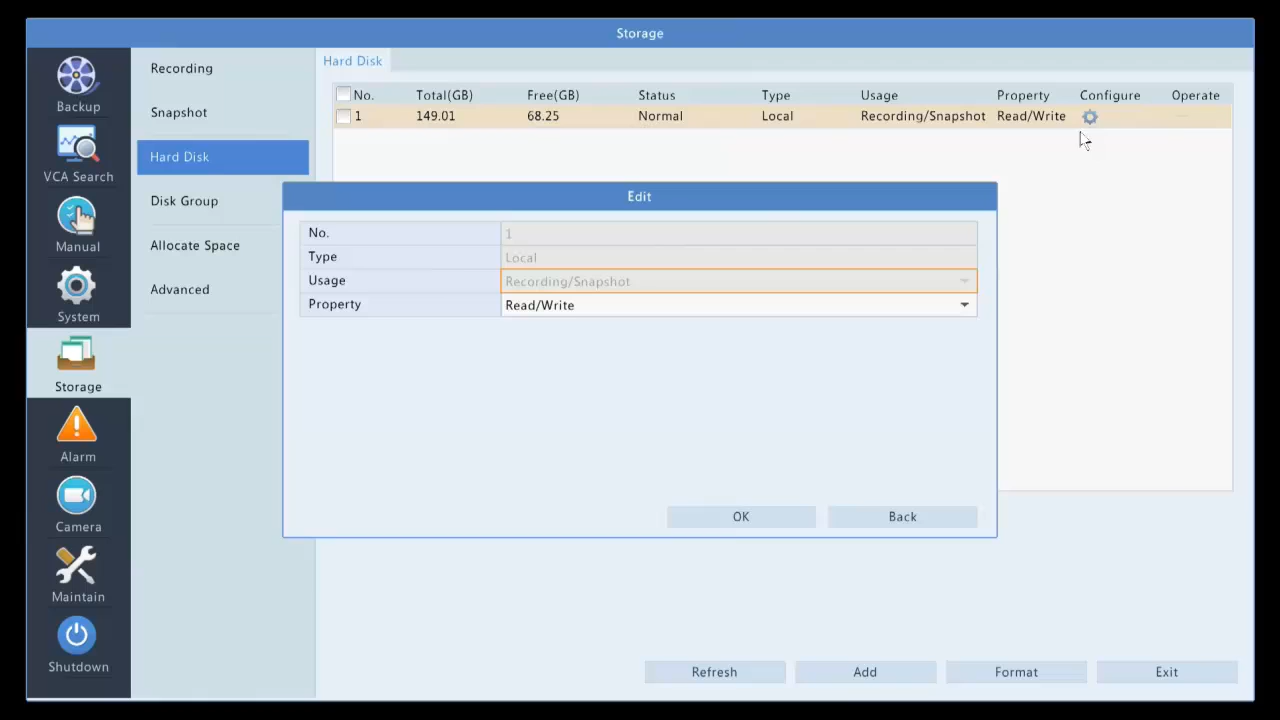 Storage
Backup
VCA Search
Manual
System
Storage
Alarm
Camera
Maintain
Shutdown
Recording
Snapshot
Hard Disk
Disk Group
Allocate Space
Advanced
Hard Disk
No. Total(GB) Free(GB) Status Type Usage Property Configure Operate
1 149.01 68.25 Normal Local Recording/Snapshot Read/Write
Edit
No. 1
Type Local
Usage Recording/Snapshot
Property Read/Write
OK Back
Refresh Add Format Exit